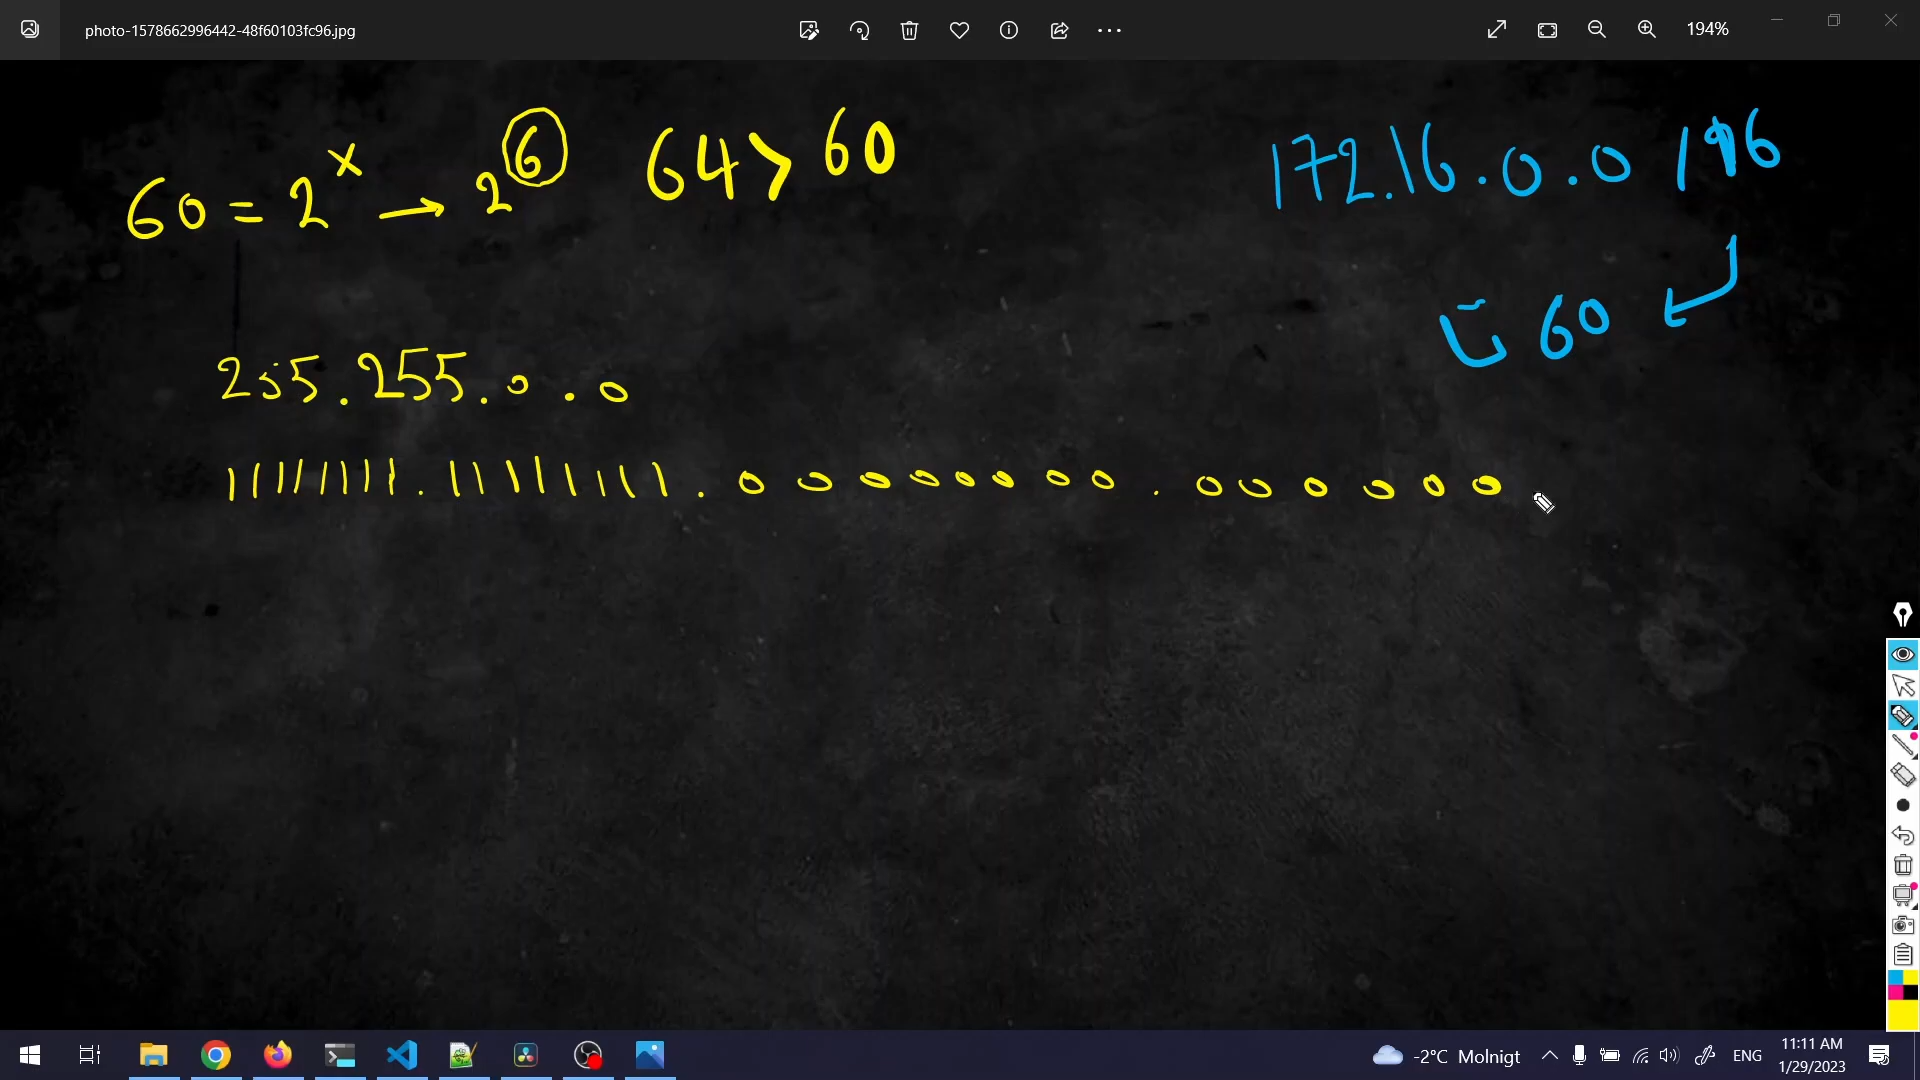 photo-1578662996442-48f60103fc96.jpg
194%
60 = 2^x → 2^6 64 > 60
172.16.0.0 / 16
60
255.255.0.0
11111111.11111111.00000000.000000
-2°C Molnigt
ENG
11:11 AM
1/29/2023